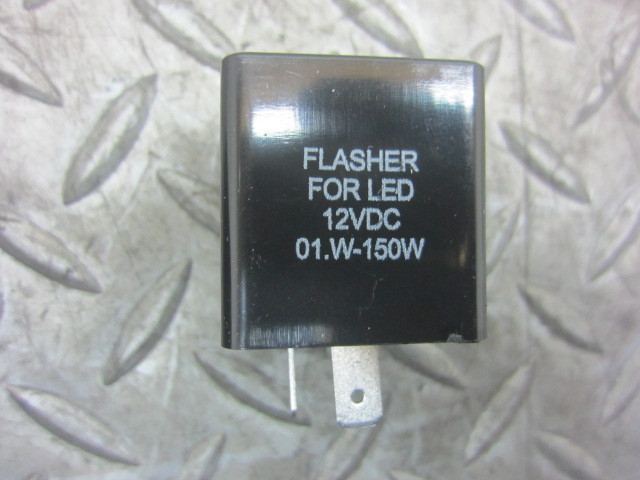 FLASHER
FOR LED
12VDC
01.W-150W